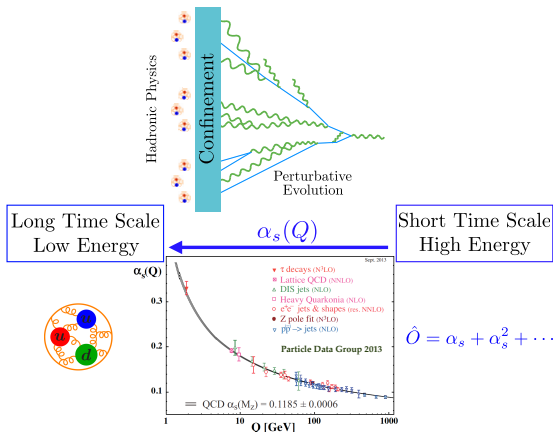 Hadronic Physics
Confinement
Perturbative
Evolution
Long Time Scale
Low Energy
αs(Q)
Short Time Scale
High Energy
Sept. 2013
αs(Q)
τ decays (N³LO)
Lattice QCD (NNLO)
DIS jets (NLO)
Heavy Quarkonia (NLO)
e⁺e⁻ jets & shapes (res. NNLO)
Z pole fit (N³LO)
pp̄ –> jets (NLO)
Particle Data Group 2013
0.3
0.2
0.1
QCD αs(Mz) = 0.1185 ± 0.0006
1
10
100
1000
Q [GeV]
u
u
d
Ô = αs + αs² + ···